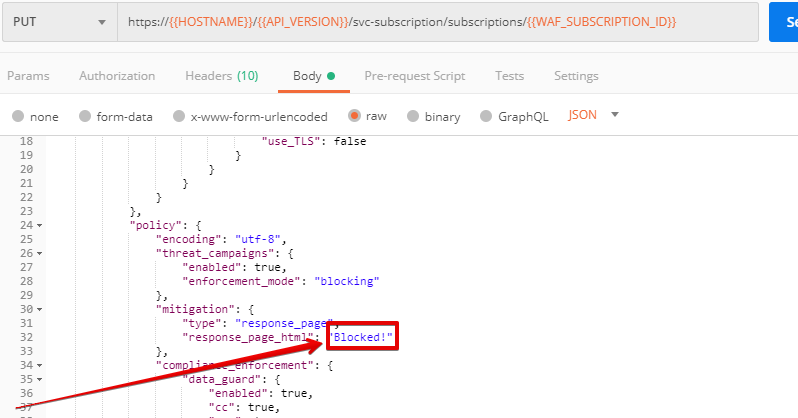 PUT https://{{HOSTNAME}}/{{API_VERSION}}/svc-subscription/subscriptions/{{WAF_SUBSCRIPTION_ID}}
Params Authorization Headers (10) Body Pre-request Script Tests Settings
none form-data x-www-form-urlencoded raw binary GraphQL JSON
18 "use_TLS": false
19 }
20 }
21 }
22 }
23 },
24 "policy": {
25 "encoding": "utf-8",
26 "threat_campaigns": {
27 "enabled": true,
28 "enforcement_mode": "blocking"
29 },
30 "mitigation": {
31 "type": "response_page",
32 "response_page_html": "Blocked!"
33 },
34 "compliance_enforcement": {
35 "data_guard": {
36 "enabled": true,
37 "cc": true,